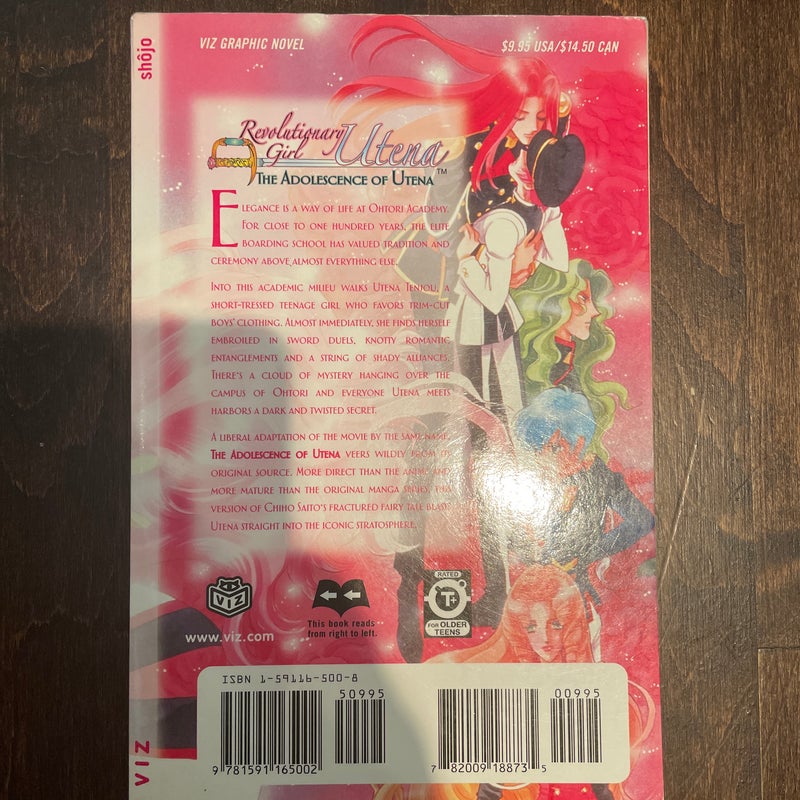 shôjo
VIZ GRAPHIC NOVEL
$9.95 USA/$14.50 CAN
Revolutionary
Girl Utena
THE ADOLESCENCE OF UTENA™
ELEGANCE IS A WAY OF LIFE AT OHTORI ACADEMY.
FOR CLOSE TO ONE HUNDRED YEARS, THE ELITE
BOARDING SCHOOL HAS VALUED TRADITION AND
CEREMONY ABOVE ALMOST EVERYTHING ELSE.
INTO THIS ACADEMIC MILIEU WALKS UTENA TENJOU, A
SHORT-TRESSED TEENAGE GIRL WHO FAVORS TRIM-CUT
BOYS' CLOTHING. ALMOST IMMEDIATELY, SHE FINDS HERSELF
EMBROILED IN SWORD DUELS, KNOTTY ROMANTIC
ENTANGLEMENTS AND A STRING OF SHADY ALLIANCES.
THERE'S A CLOUD OF MYSTERY HANGING OVER THE
CAMPUS OF OHTORI AND EVERYONE UTENA MEETS
HARBORS A DARK AND TWISTED SECRET.
A LIBERAL ADAPTATION OF THE MOVIE BY THE SAME NAME,
THE ADOLESCENCE OF UTENA VEERS WILDLY FROM ITS
ORIGINAL SOURCE. MORE DIRECT THAN THE ANIME AND
MORE MATURE THAN THE ORIGINAL MANGA SERIES, THIS
VERSION OF CHIHO SAITO'S FRACTURED FAIRY TALE BLASTS
UTENA STRAIGHT INTO THE ICONIC STRATOSPHERE.
VIZ
www.viz.com
This book reads
from right to left.
RATED
T+
FOR OLDER
TEENS
ISBN 1-59116-500-8
50995
00995
9 781591 165002
7 82009 18873 5
VIZ